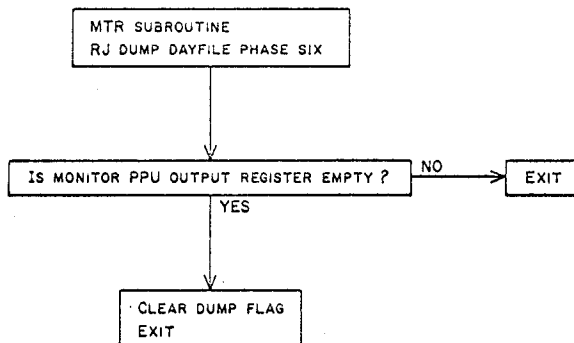 MTR SUBROUTINE
RJ DUMP DAYFILE PHASE SIX
IS MONITOR PPU OUTPUT REGISTER EMPTY ?
NO
EXIT
YES
CLEAR DUMP FLAG
EXIT